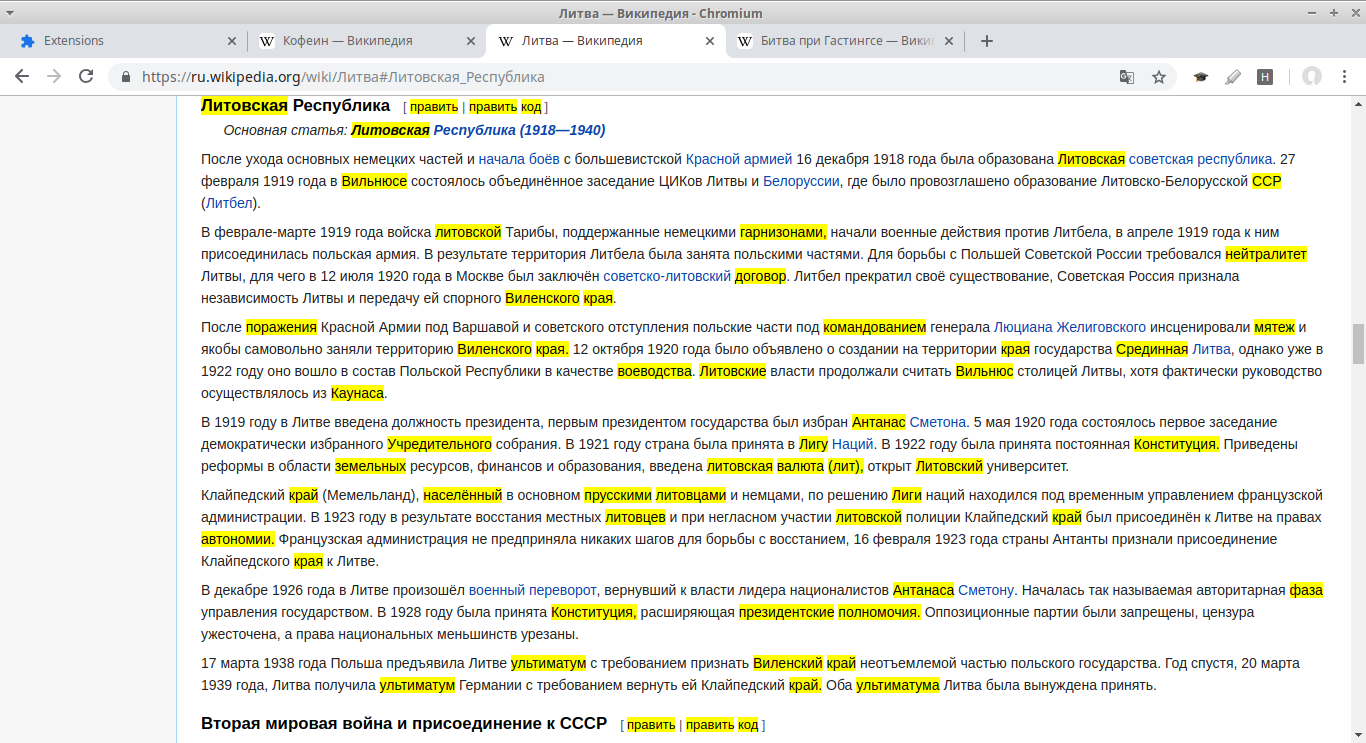 Литва — Википедия - Chromium
Extensions
Кофеин — Википедия
Литва — Википедия
Битва при Гастингсе — Вики
https://ru.wikipedia.org/wiki/Литва#Литовская_Республика
H
Литовская Республика [ править | править код ]
Основная статья: Литовская Республика (1918—1940)
После ухода основных немецких частей и начала боёв с большевистской Красной армией 16 декабря 1918 года была образована Литовская советская республика. 27
февраля 1919 года в Вильнюсе состоялось объединённое заседание ЦИКов Литвы и Белоруссии, где было провозглашено образование Литовско-Белорусской ССР
(Литбел).
В феврале-марте 1919 года войска литовской Тарибы, поддержанные немецкими гарнизонами, начали военные действия против Литбела, в апреле 1919 года к ним
присоединилась польская армия. В результате территория Литбела была занята польскими частями. Для борьбы с Польшей Советской России требовался нейтралитет
Литвы, для чего в 12 июля 1920 года в Москве был заключён советско-литовский договор. Литбел прекратил своё существование, Советская Россия признала
независимость Литвы и передачу ей спорного Виленского края.
После поражения Красной Армии под Варшавой и советского отступления польские части под командованием генерала Люциана Желиговского инсценировали мятеж и
якобы самовольно заняли территорию Виленского края. 12 октября 1920 года было объявлено о создании на территории края государства Срединная Литва, однако уже в
1922 году оно вошло в состав Польской Республики в качестве воеводства. Литовские власти продолжали считать Вильнюс столицей Литвы, хотя фактически руководство
осуществлялось из Каунаса.
В 1919 году в Литве введена должность президента, первым президентом государства был избран Антанас Сметона. 5 мая 1920 года состоялось первое заседание
демократически избранного Учредительного собрания. В 1921 году страна была принята в Лигу Наций. В 1922 году была принята постоянная Конституция. Приведены
реформы в области земельных ресурсов, финансов и образования, введена литовская валюта (лит), открыт Литовский университет.
Клайпедский край (Мемельланд), населённый в основном прусскими литовцами и немцами, по решению Лиги наций находился под временным управлением французской
администрации. В 1923 году в результате восстания местных литовцев и при негласном участии литовской полиции Клайпедский край был присоединён к Литве на правах
автономии. Французская администрация не предприняла никаких шагов для борьбы с восстанием, 16 февраля 1923 года страны Антанты признали присоединение
Клайпедского края к Литве.
В декабре 1926 года в Литве произошёл военный переворот, вернувший к власти лидера националистов Антанаса Сметону. Началась так называемая авторитарная фаза
управления государством. В 1928 году была принята Конституция, расширяющая президентские полномочия. Оппозиционные партии были запрещены, цензура
ужесточена, а права национальных меньшинств урезаны.
17 марта 1938 года Польша предъявила Литве ультиматум с требованием признать Виленский край неотъемлемой частью польского государства. Год спустя, 20 марта
1939 года, Литва получила ультиматум Германии с требованием вернуть ей Клайпедский край. Оба ультиматума Литва была вынуждена принять.
Вторая мировая война и присоединение к СССР [ править | править код ]